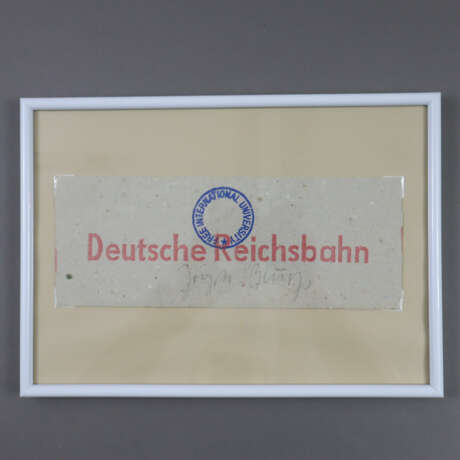 FREE INTERNATIONAL UNIVERSITY
Deutsche Reichsbahn